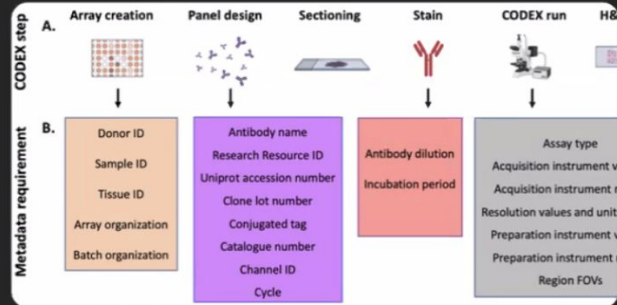 CODEX step
A.
Array creation
Panel design
Sectioning
Stain
CODEX run
Metadata requirement
B.
Donor ID
Sample ID
Tissue ID
Array organization
Batch organization
Antibody name
Research Resource ID
Uniprot accession number
Clone lot number
Conjugated tag
Catalogue number
Channel ID
Cycle
Antibody dilution
Incubation period
Assay type
Acquisition instrument
Acquisition instrument
Resolution values and unit
Preparation instrument
Preparation instrument
Region FOVs